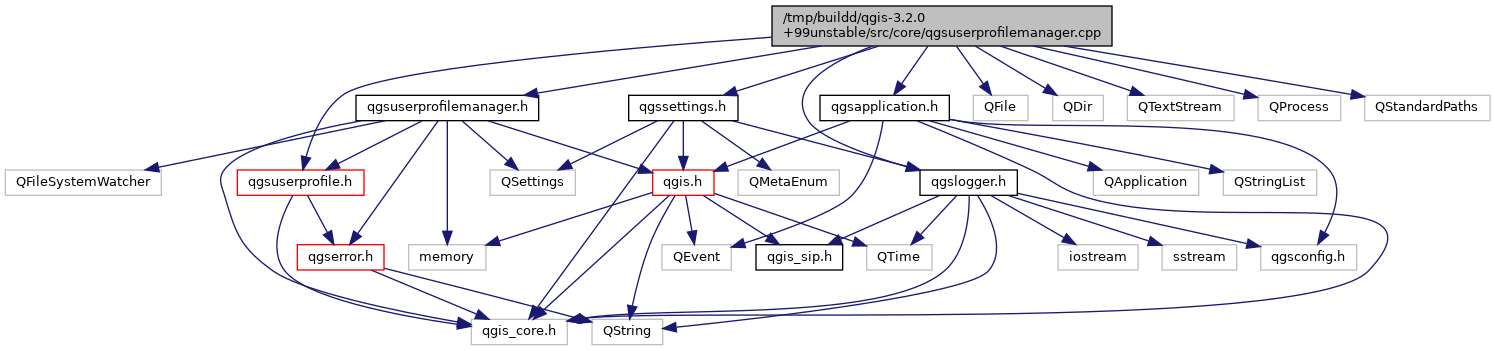 /tmp/buildd/qgis-3.2.0
+99unstable/src/core/qgsuserprofilemanager.cpp
qgsuserprofilemanager.h
qgssettings.h
qgsapplication.h
QFile
QDir
QTextStream
QProcess
QStandardPaths
QFileSystemWatcher
qgsuserprofile.h
QSettings
qgis.h
QMetaEnum
qgslogger.h
QApplication
QStringList
qgserror.h
memory
QEvent
qgis_sip.h
QTime
iostream
sstream
qgsconfig.h
qgis_core.h
QString